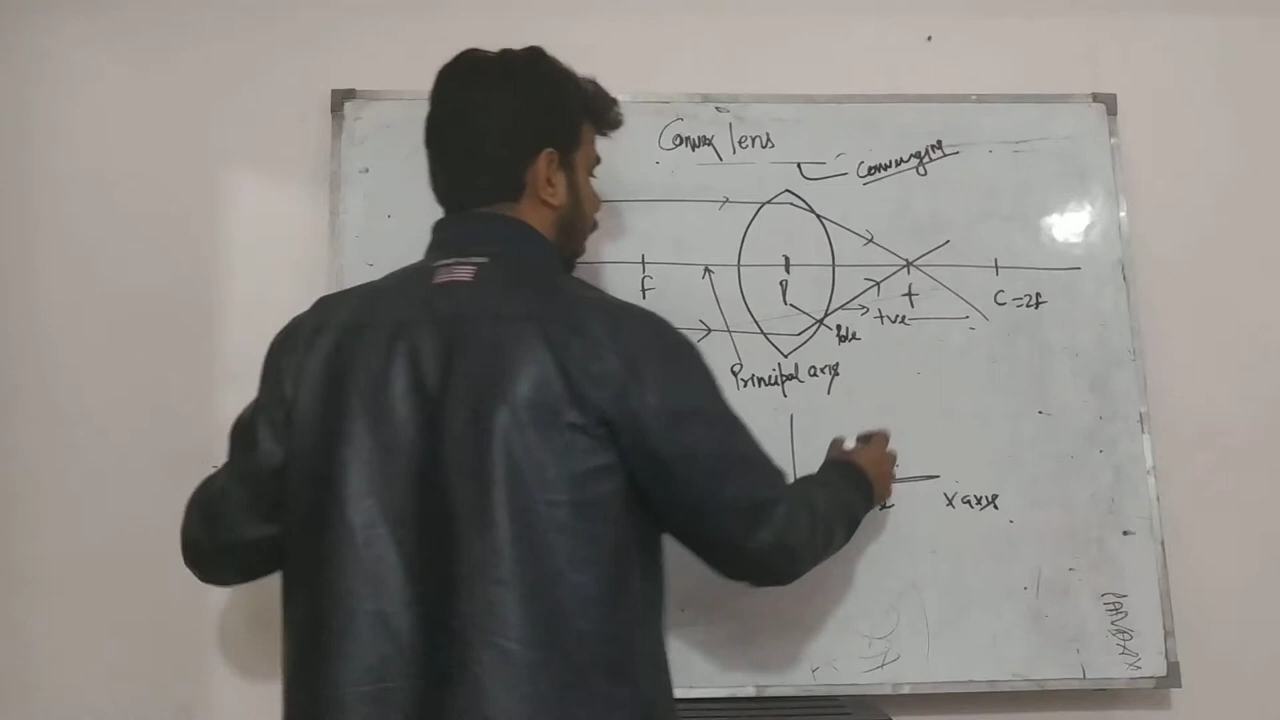 Convex lens
Converging
F
P
F
C = 2F
+ve
Pole
Principal axis
X axis